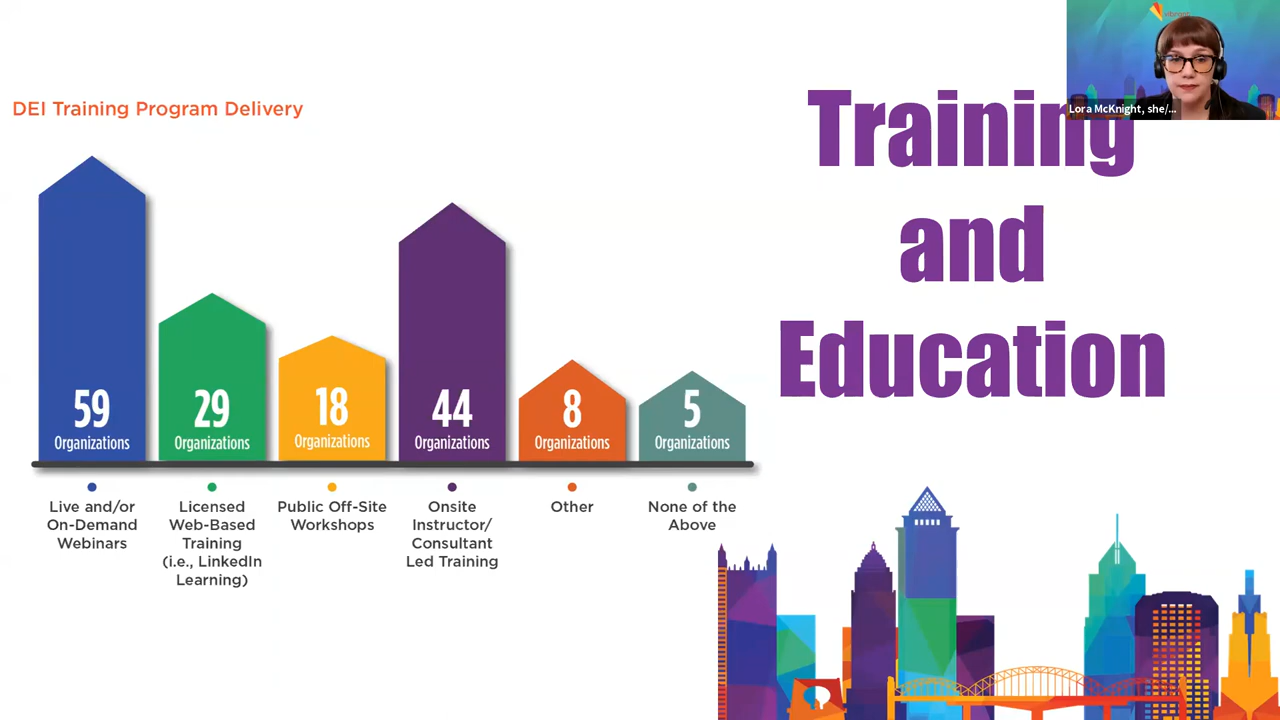 DEI Training Program Delivery
59
Organizations
29
Organizations
18
Organizations
44
Organizations
8
Organizations
5
Organizations
Live and/or
On-Demand
Webinars
Licensed
Web-Based
Training
(i.e., LinkedIn
Learning)
Public Off-Site
Workshops
Onsite
Instructor/
Consultant
Led Training
Other
None of the
Above
Training
and
Education
Lora McKnight, she/...